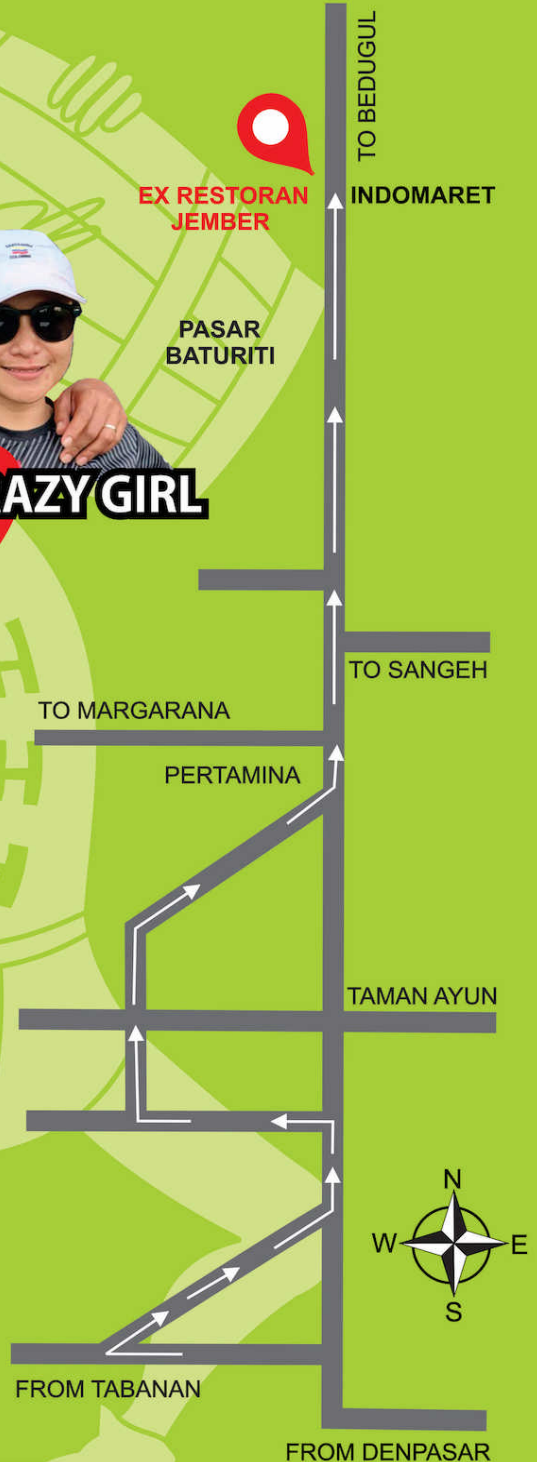 TO BEDUGUL
EX RESTORAN
JEMBER
INDOMARET
PASAR
BATURITI
AZY GIRL
TO SANGEH
TO MARGARANA
PERTAMINA
TAMAN AYUN
N
W
E
S
FROM TABANAN
FROM DENPASAR